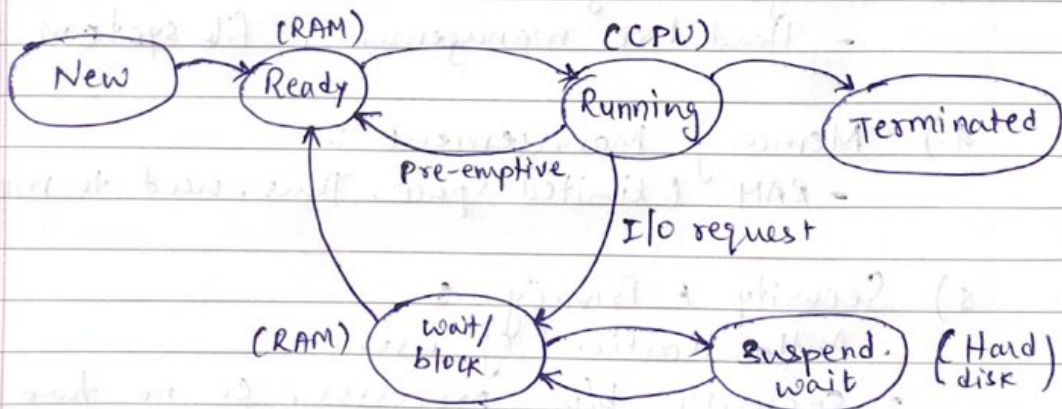 (RAM)
(CPU)
New
Ready
Running
Terminated
Pre-emptive
I/O request
(RAM)
wait/
block
Suspend.
wait
(Hard
disk)